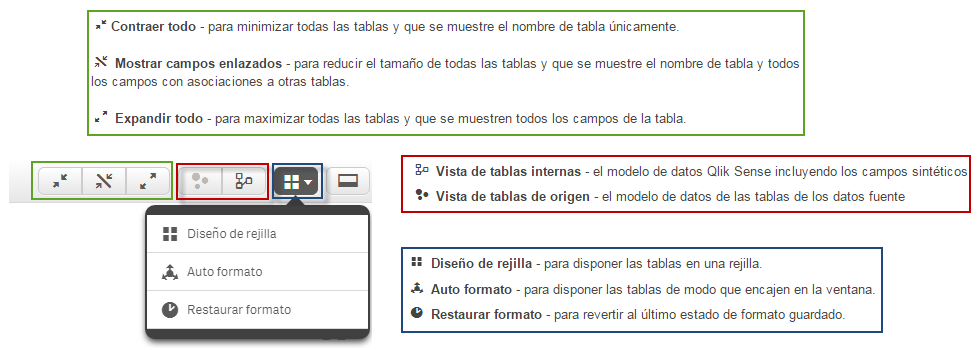 Contraer todo - para minimizar todas las tablas y que se muestre el nombre de tabla únicamente.
Mostrar campos enlazados - para reducir el tamaño de todas las tablas y que se muestre el nombre de tabla y todos
los campos con asociaciones a otras tablas.
Expandir todo - para maximizar todas las tablas y que se muestren todos los campos de la tabla.
Vista de tablas internas - el modelo de datos Qlik Sense incluyendo los campos sintéticos
Vista de tablas de origen - el modelo de datos de las tablas de los datos fuente
Diseño de rejilla
Auto formato
Restaurar formato
Diseño de rejilla - para disponer las tablas en una rejilla.
Auto formato - para disponer las tablas de modo que encajen en la ventana.
Restaurar formato - para revertir al último estado de formato guardado.